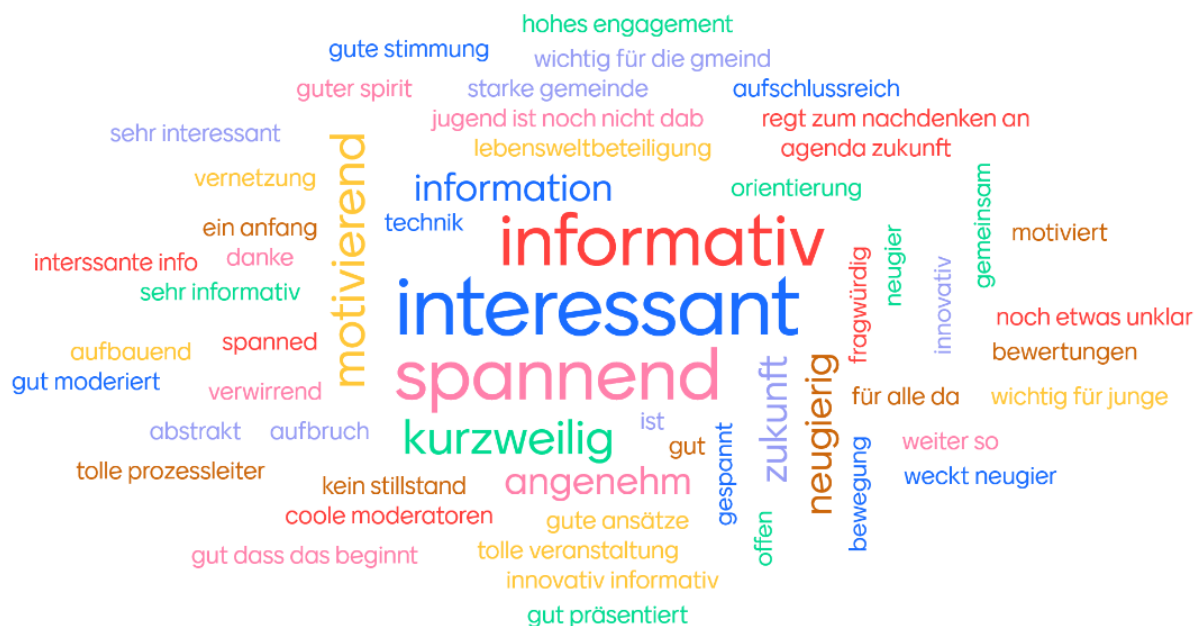 hohes engagement
gute stimmung
wichtig für die gmeind
guter spirit
starke gemeinde
aufschlussreich
sehr interessant
jugend ist noch nicht dab
regt zum nachdenken an
lebensweltbeteiligung
agenda zukunft
motivierend
vernetzung
information
orientierung
gemeinsam
ein anfang
technik
informativ
neugier
motiviert
interssante info
danke
fragwürdig
innovativ
sehr informativ
interessant
noch etwas unklar
spanned
aufbauend
bewertungen
gut moderiert
verwirrend
spannend
zukunft
neugierig
für alle da
wichtig für junge
abstrakt
aufbruch
kurzweilig
ist
gut
gespannt
bewegung
weiter so
tolle prozessleiter
kein stillstand
angenehm
weckt neugier
coole moderatoren
gute ansätze
offen
gut dass das beginnt
tolle veranstaltung
innovativ informativ
gut präsentiert